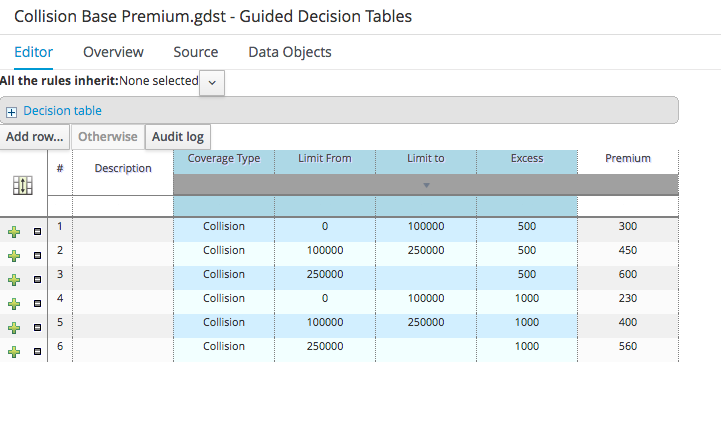 Collision Base Premium.gdst - Guided Decision Tables
Editor Overview Source Data Objects
All the rules inherit:None selected
Decision table
Add row... Otherwise Audit log
# Description Coverage Type Limit From Limit to Excess Premium
1 Collision 0 100000 500 300
2 Collision 100000 250000 500 450
3 Collision 250000 500 600
4 Collision 0 100000 1000 230
5 Collision 100000 250000 1000 400
6 Collision 250000 1000 560